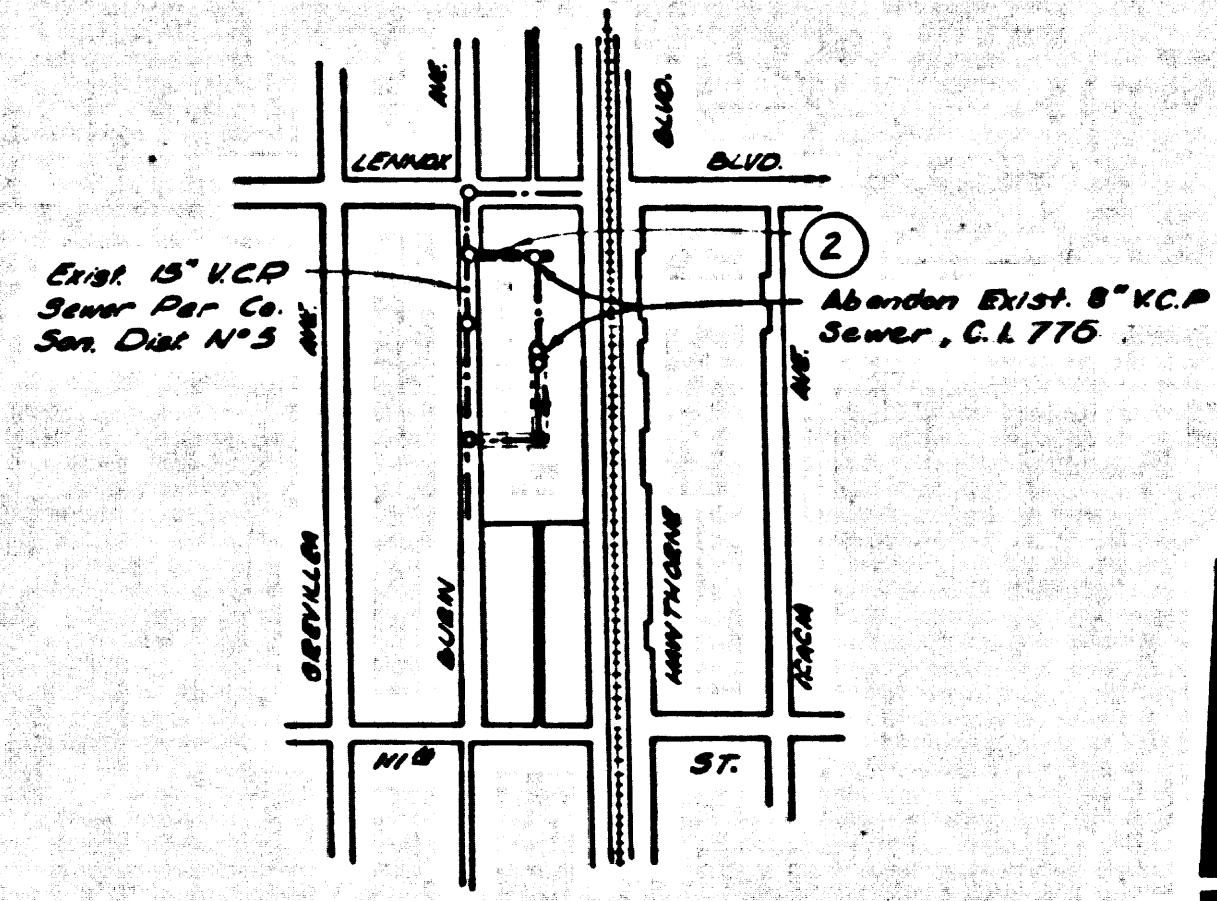 AVE.
BLVD.
LENNOX
BLVD.
2
Exist. 15" V.C.P.
Sewer Per Co.
San. Dist. Nº 5
AVE.
Abandon Exist. 8" V.C.P
Sewer, C.I. 775
AVE.
GREVILLEA
BURIN
HAWTHORNE
ACACIA
ST.